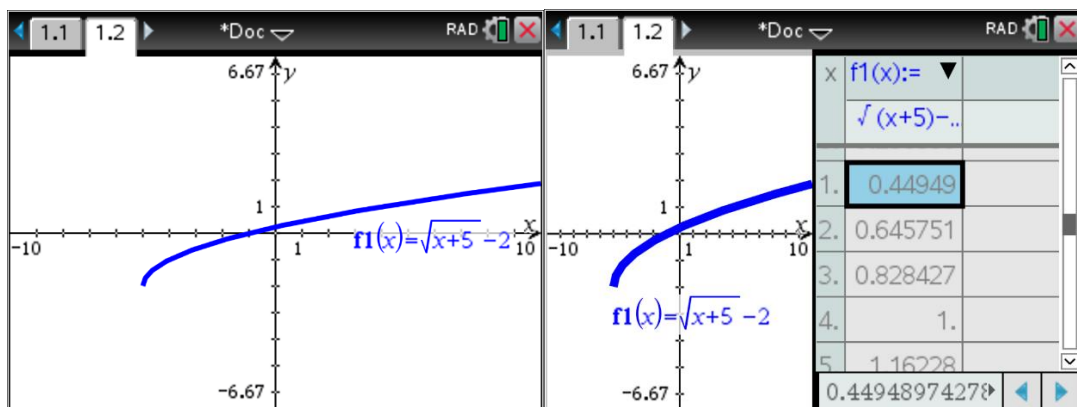 1.1 1.2 *Doc RAD
6.67 y
1
x
-10 1 10
f1(x)=√x+5 -2
-6.67
1.1 1.2 *Doc RAD
6.67 y
1
x
-10 1 10
f1(x)=√x+5 -2
-6.67
x f1(x):= ▼
√(x+5)−..
1. 0.44949
2. 0.645751
3. 0.828427
4. 1.
5 1.16228
0.44948974278